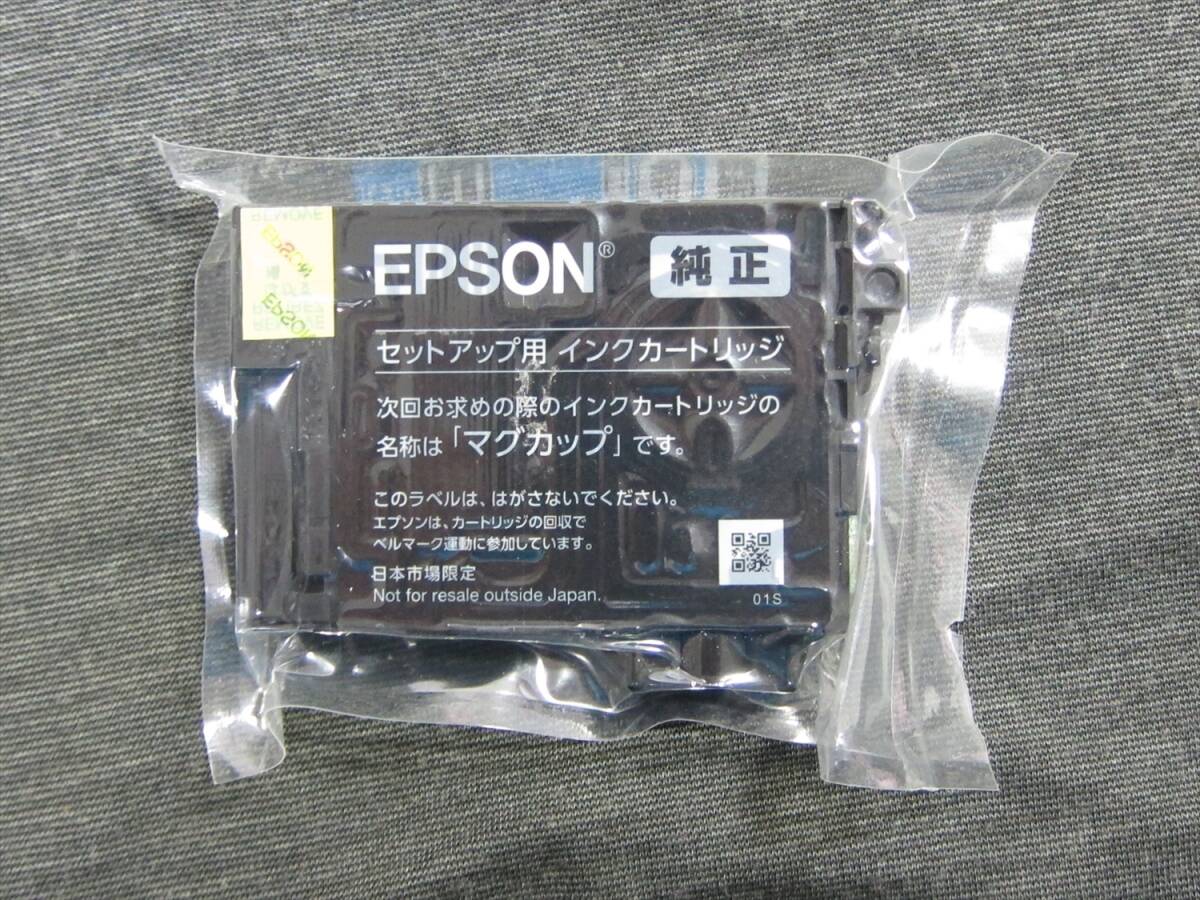 EPSON® 純正
セットアップ用 インクカートリッジ
次回お求めの際のインクカートリッジの
名称は「マグカップ」です。
このラベルは、はがさないでください。
エプソンは、カートリッジの回収で
ベルマーク運動に参加しています。
日本市場限定
Not for resale outside Japan.
01S
REMOVE
EPSON
EPSON